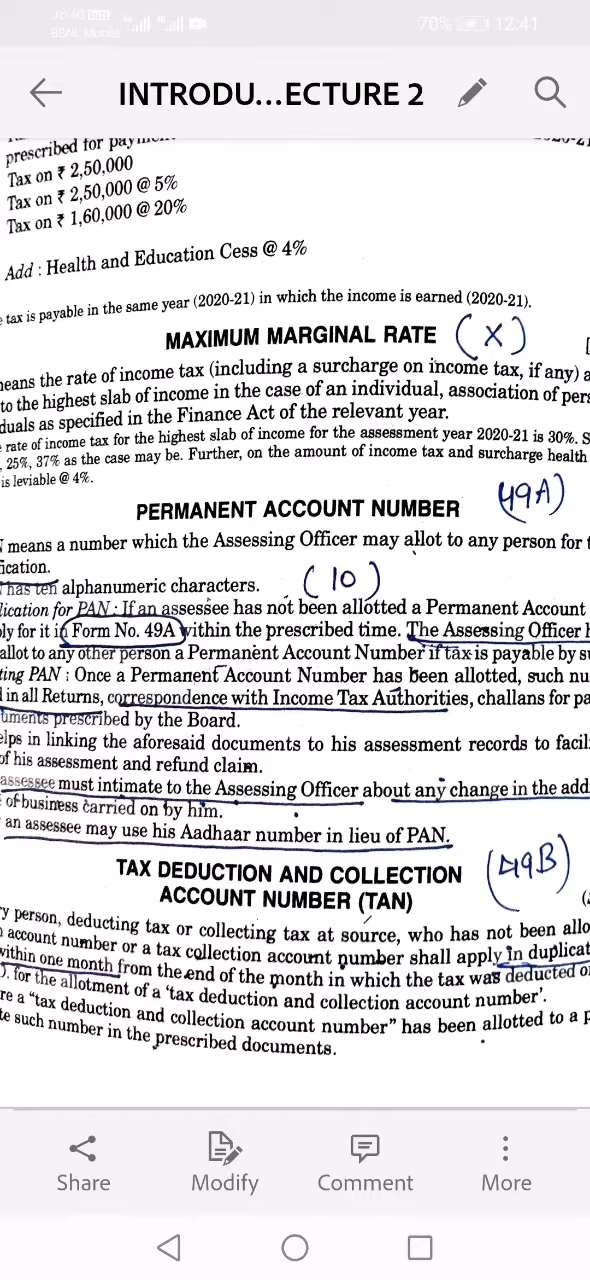 Jio 4G
BSNL Mobile
70% 12:41
INTRODU...ECTURE 2
prescribed for
Tax on ₹ 2,50,000
Tax on ₹ 2,50,000 @ 5%
Tax on ₹ 1,60,000 @ 20%
Add : Health and Education Cess @ 4%
tax is payable in the same year (2020-21) in which the income is earned (2020-21).
MAXIMUM MARGINAL RATE (X)
means the rate of income tax (including a surcharge on income tax, if any) a
to the highest slab of income in the case of an individual, association of pers
duals as specified in the Finance Act of the relevant year.
rate of income tax for the highest slab of income for the assessment year 2020-21 is 30%. S
, 25%, 37% as the case may be. Further, on the amount of income tax and surcharge health
is leviable @ 4%.
PERMANENT ACCOUNT NUMBER (49A)
means a number which the Assessing Officer may allot to any person for t
fication.
has ten alphanumeric characters. (10)
lication for PAN : If an assessee has not been allotted a Permanent Account
ly for it in Form No. 49A within the prescribed time. The Assessing Officer h
allot to any other person a Permanent Account Number if tax is payable by su
ting PAN : Once a Permanent Account Number has been allotted, such nu
in all Returns, correspondence with Income Tax Authorities, challans for pa
uments prescribed by the Board.
elps in linking the aforesaid documents to his assessment records to facil
of his assessment and refund claim.
assessee must intimate to the Assessing Officer about any change in the add
of business carried on by him.
an assessee may use his Aadhaar number in lieu of PAN.
TAX DEDUCTION AND COLLECTION (49B)
ACCOUNT NUMBER (TAN)
y person, deducting tax or collecting tax at source, who has not been allo
account number or a tax collection account number shall apply in duplicat
within one month from the end of the month in which the tax was deducted o
). for the allotment of a 'tax deduction and collection account number'.
re a "tax deduction and collection account number" has been allotted to a p
te such number in the prescribed documents.
Share Modify Comment More